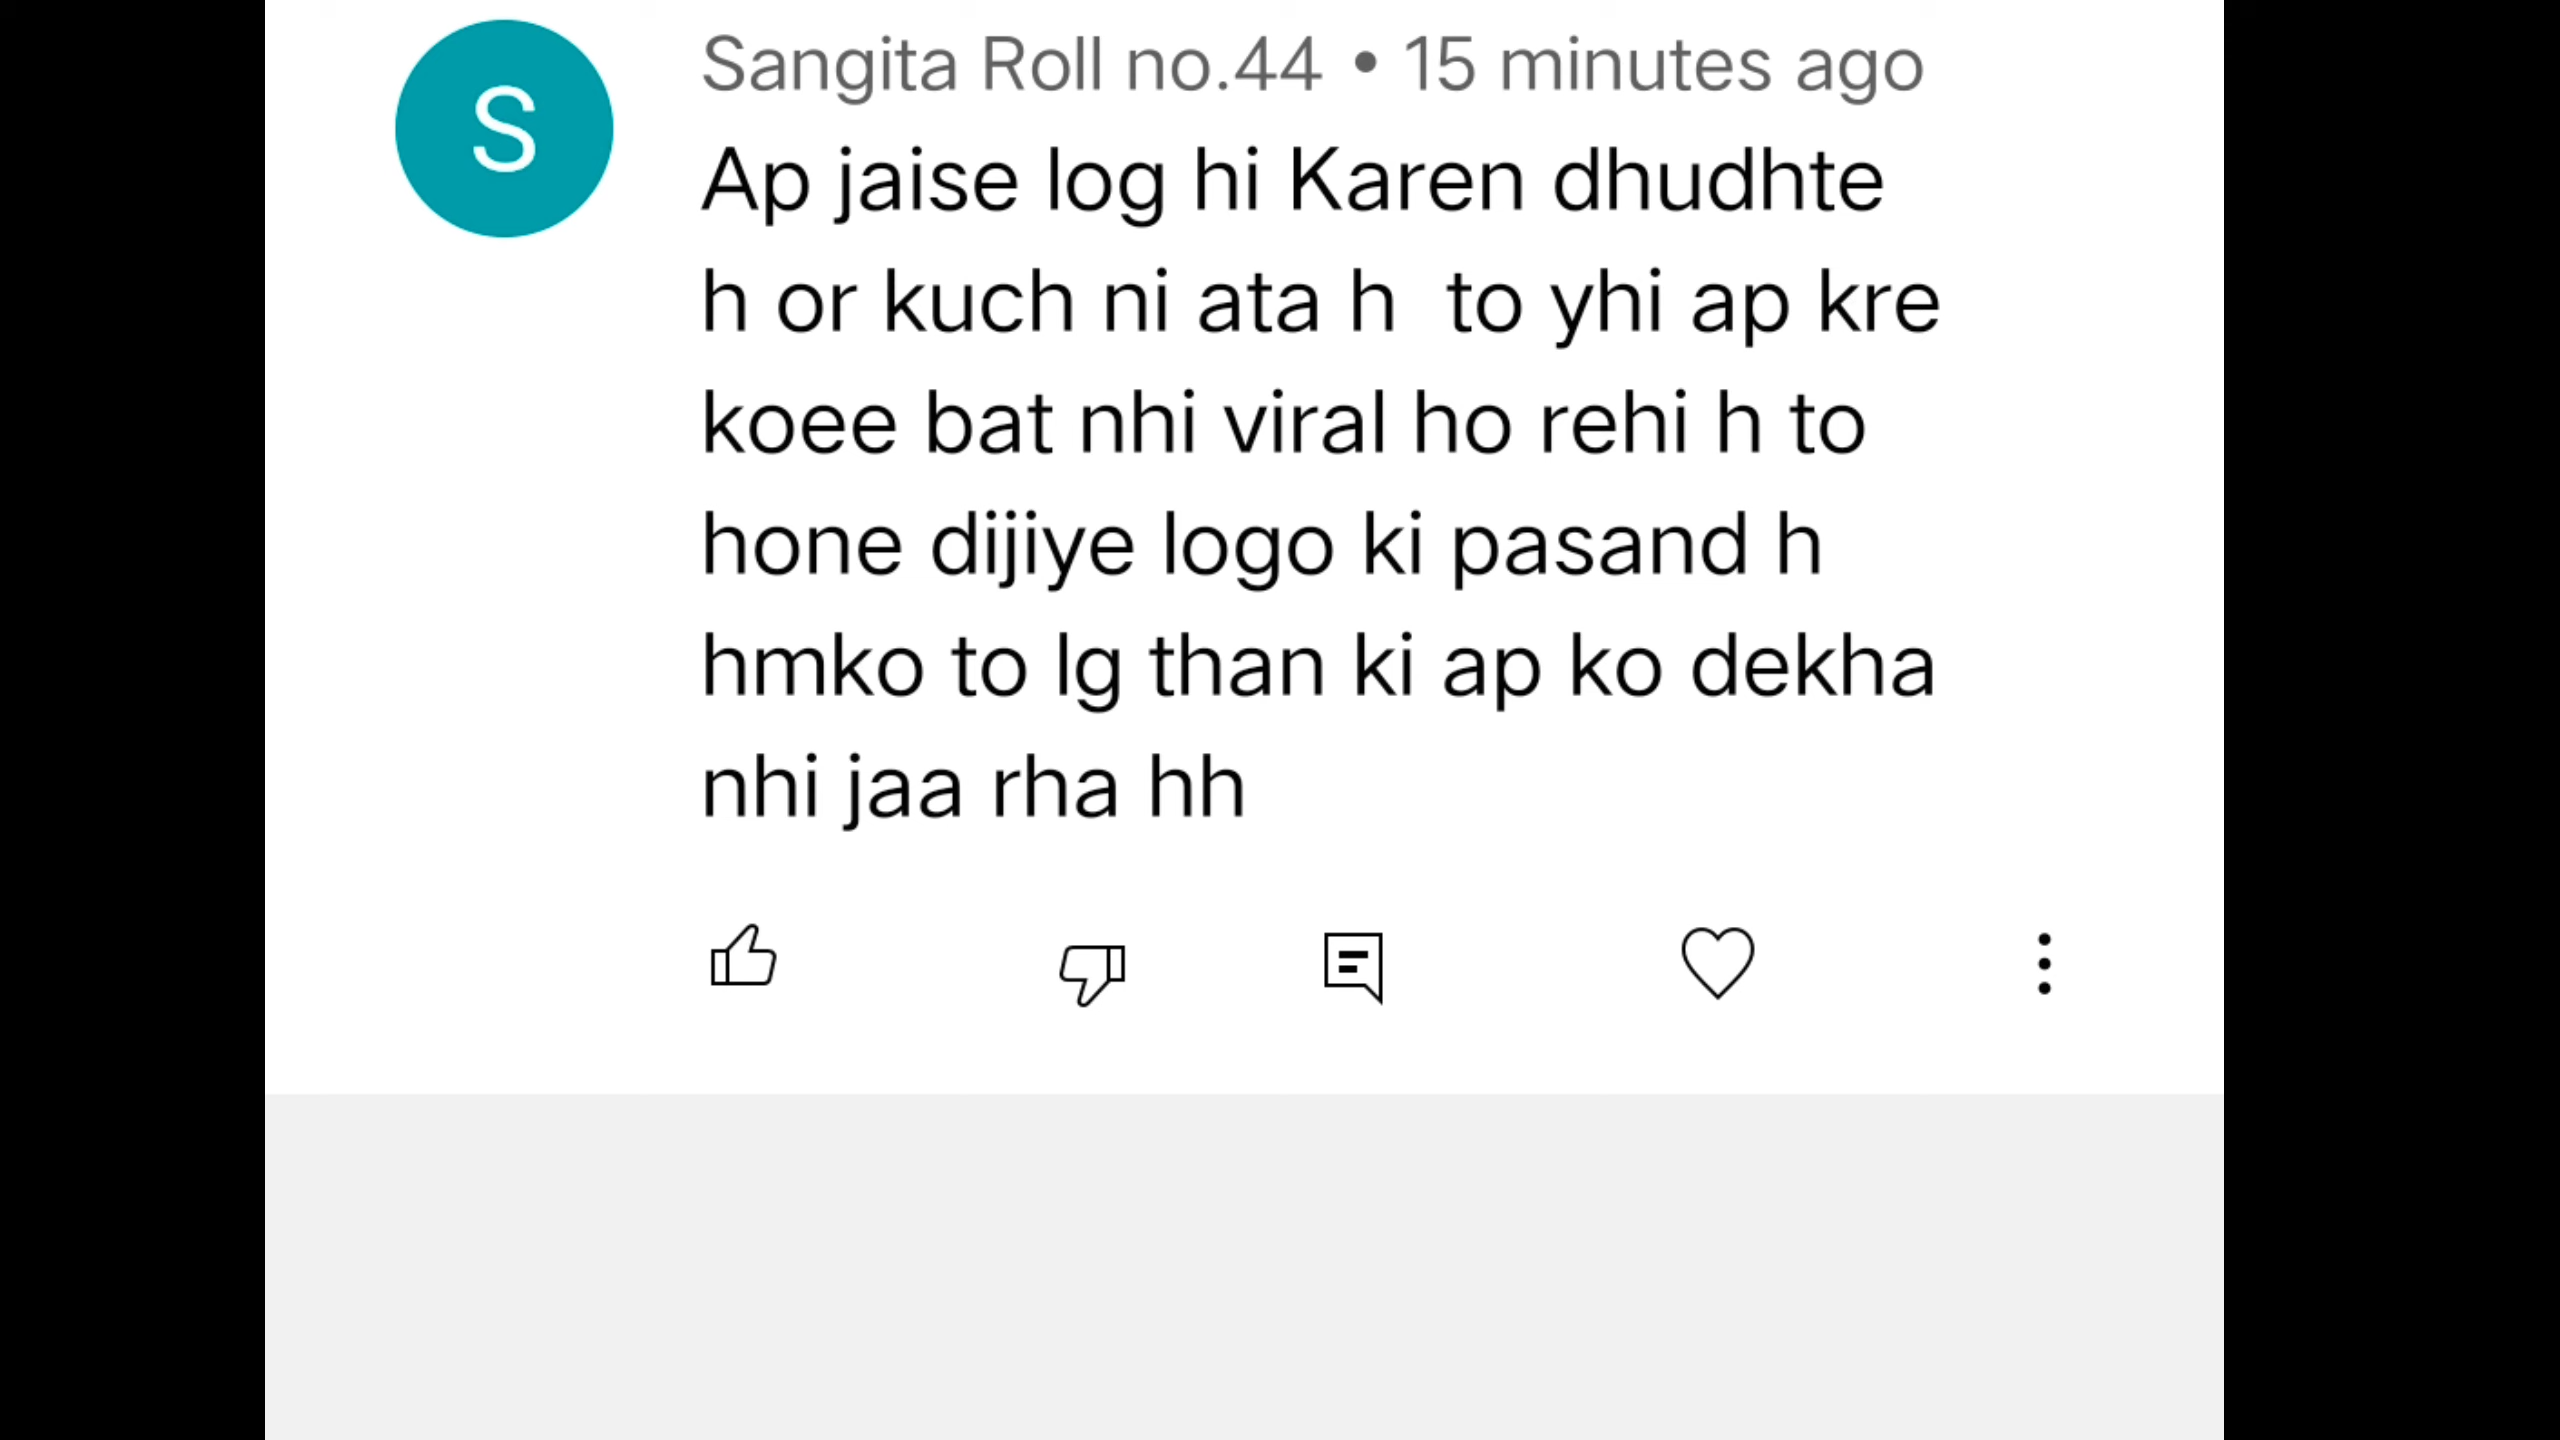 S
Sangita Roll no.44 • 15 minutes ago
Ap jaise log hi Karen dhudhte
h or kuch ni ata h  to yhi ap kre
koee bat nhi viral ho rehi h to
hone dijiye logo ki pasand h
hmko to lg than ki ap ko dekha
nhi jaa rha hh